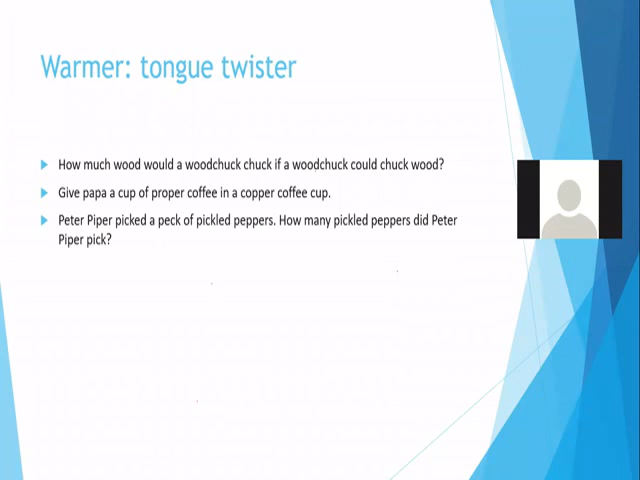 Warmer: tongue twister
How much wood would a woodchuck chuck if a woodchuck could chuck wood?
Give papa a cup of proper coffee in a copper coffee cup.
Peter Piper picked a peck of pickled peppers. How many pickled peppers did Peter
Piper pick?